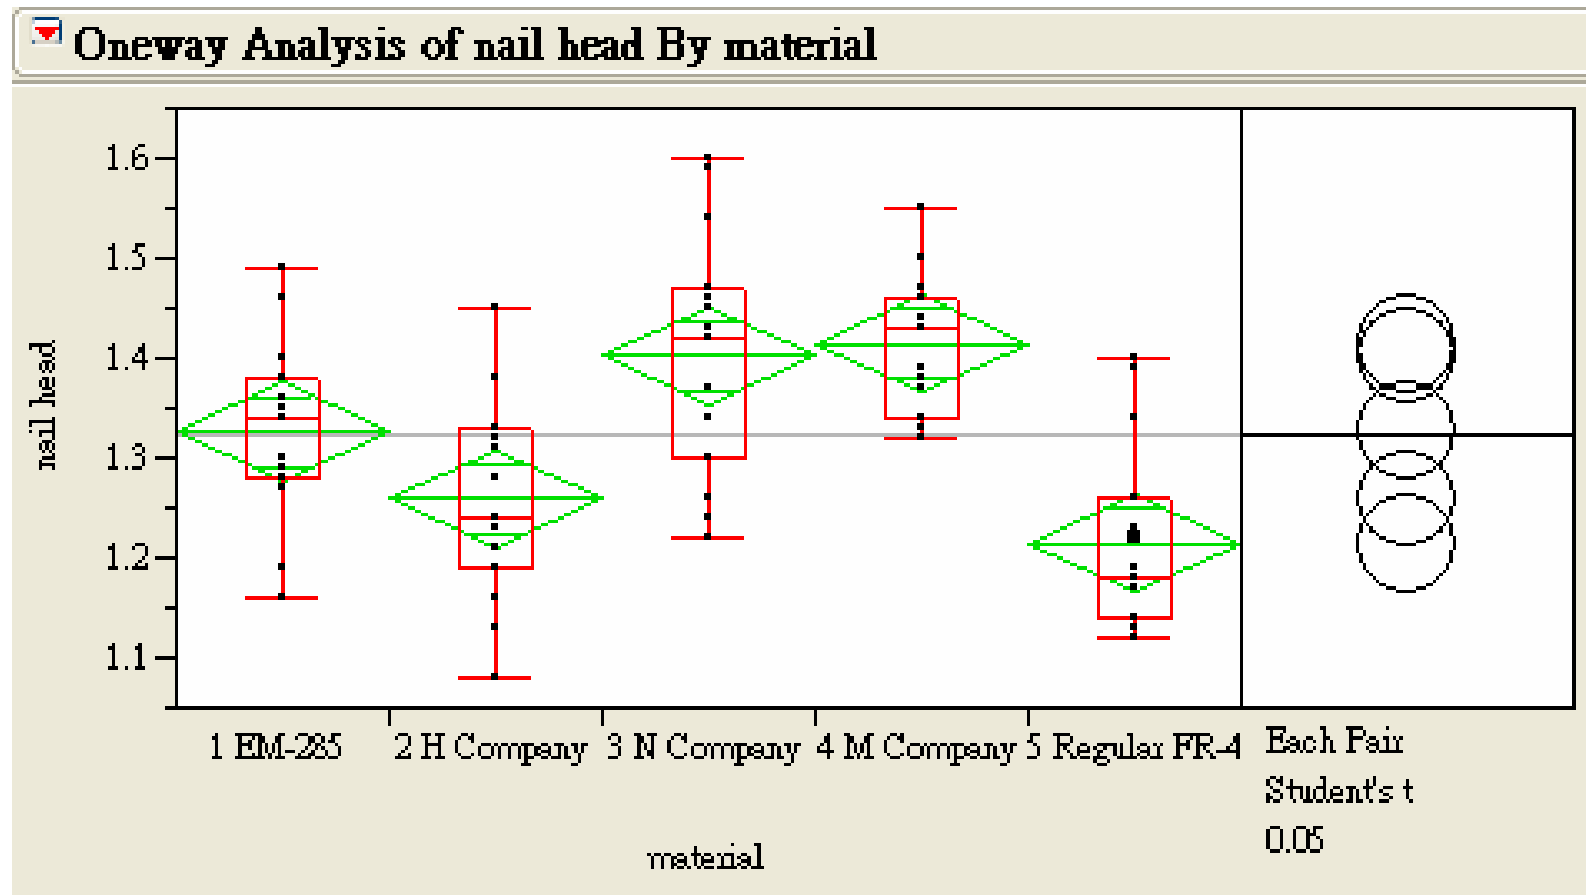 Oneway Analysis of nail head By material
1.6
1.5
1.4
1.3
1.2
1.1
nail head
1 EM-285 2 H Company 3 N Company 4 M Company 5 Regular FR-4
material
Each Pair
Student's t
0.05